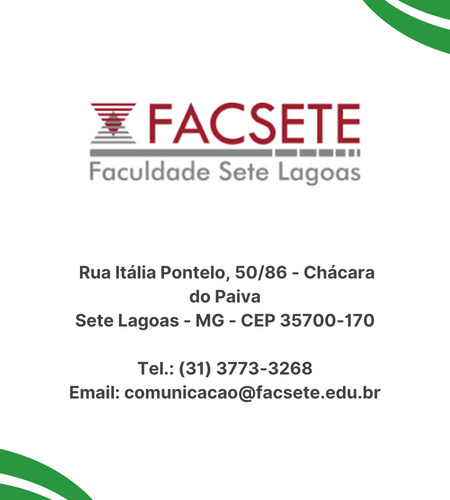 FACSETE
Faculdade Sete Lagoas
Rua Itália Pontelo, 50/86 - Chácara
do Paiva
Sete Lagoas - MG - CEP 35700-170
Tel.: (31) 3773-3268
Email: comunicacao@facsete.edu.br